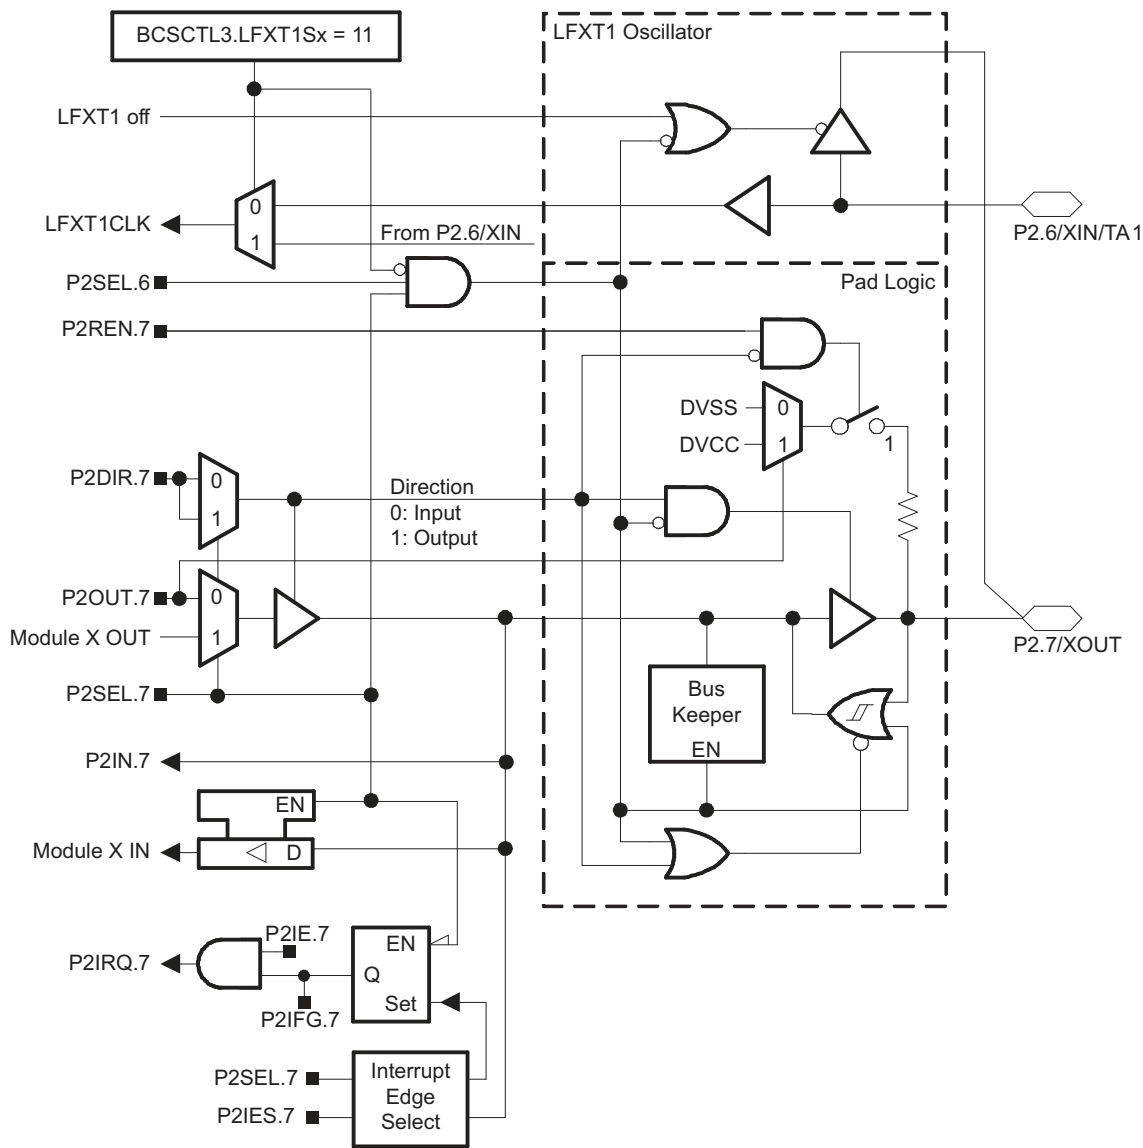 BCSCTL3.LFXT1Sx = 11
LFXT1 Oscillator
LFXT1 off
0
LFXT1CLK
1
From P2.6/XIN
P2.6/XIN/TA1
P2SEL.6
Pad Logic
P2REN.7
DVSS
0
DVCC
1
1
P2DIR.7
0
1
Direction
0: Input
1: Output
P2OUT.7
0
Module X OUT
1
P2.7/XOUT
P2SEL.7
Bus
Keeper
EN
P2IN.7
EN
Module X IN
D
P2IE.7
P2IRQ.7
EN
Q
Set
P2IFG.7
P2SEL.7
P2IES.7
Interrupt
Edge
Select